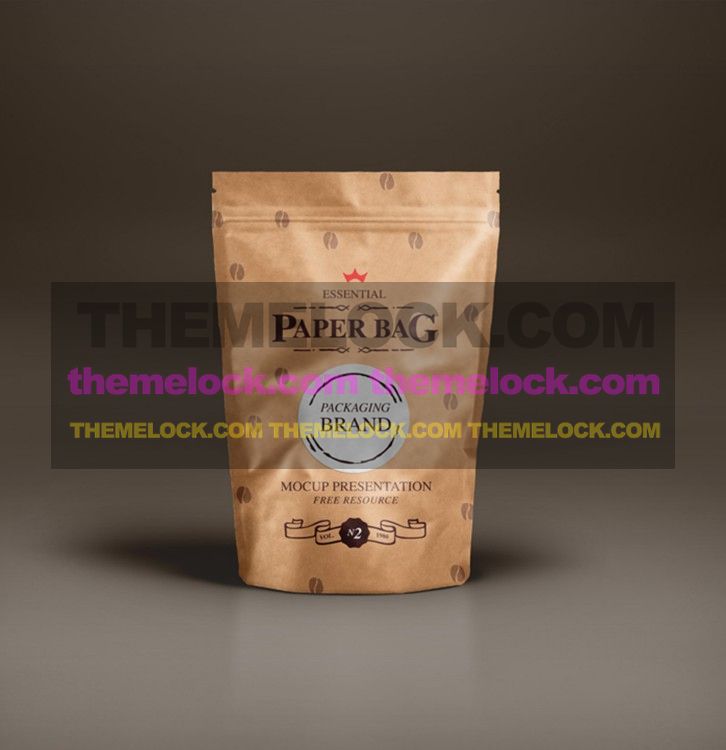 ESSENTIAL
THEMELOCK.COM
PAPER BAG
themelock.com themelock.com
PACKAGING
BRAND
THEMELOCK.COM THEMELOCK.COM THEMELOCK.COM
MOCUP PRESENTATION
FREE RESOURCE
VOL. N2 1986